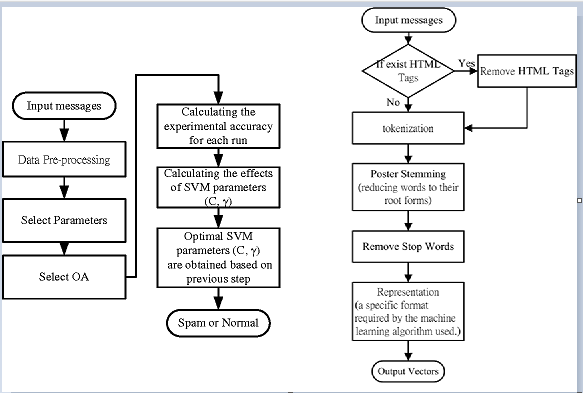 Input messages
Data Pre-processing
Select Parameters
Select OA
Calculating the
experimental accuracy
for each run
Calculating the effects
of SVM parameters
(C, γ)
Optimal SVM
parameters (C, γ)
are obtained based on
previous step
Spam or Normal
Input messages
If exist HTML
Tags
Yes
Remove HTML Tags
No
tokenization
Poster Stemming
(reducing words to their
root forms)
Remove Stop Words
Representation
(a specific format
required by the machine
learning algorithm used.)
Output Vectors